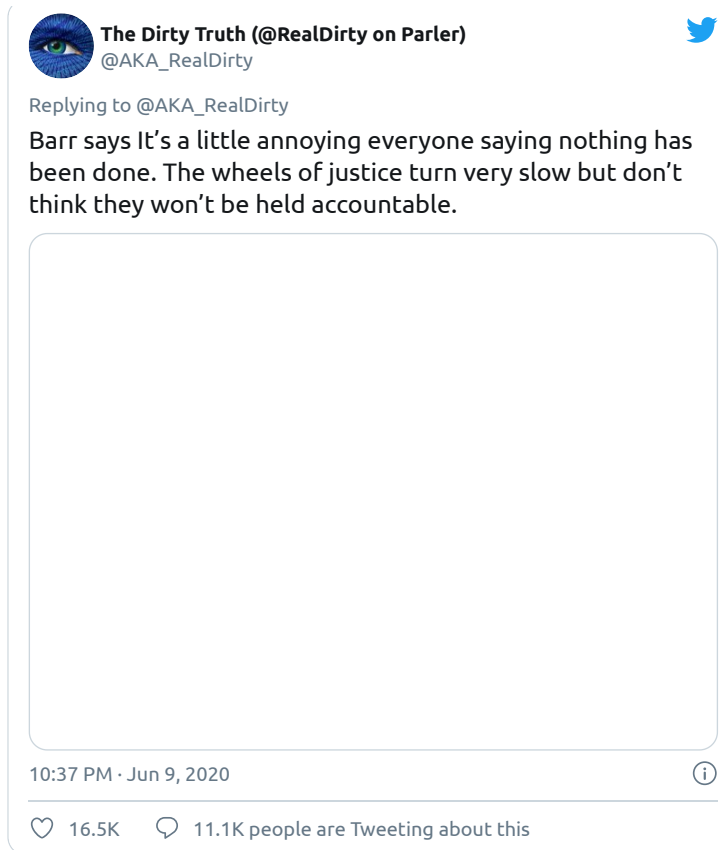 The Dirty Truth (@RealDirty on Parler)
@AKA_RealDirty
Replying to @AKA_RealDirty
Barr says It’s a little annoying everyone saying nothing has
been done. The wheels of justice turn very slow but don’t
think they won’t be held accountable.
10:37 PM · Jun 9, 2020
16.5K 11.1K people are Tweeting about this